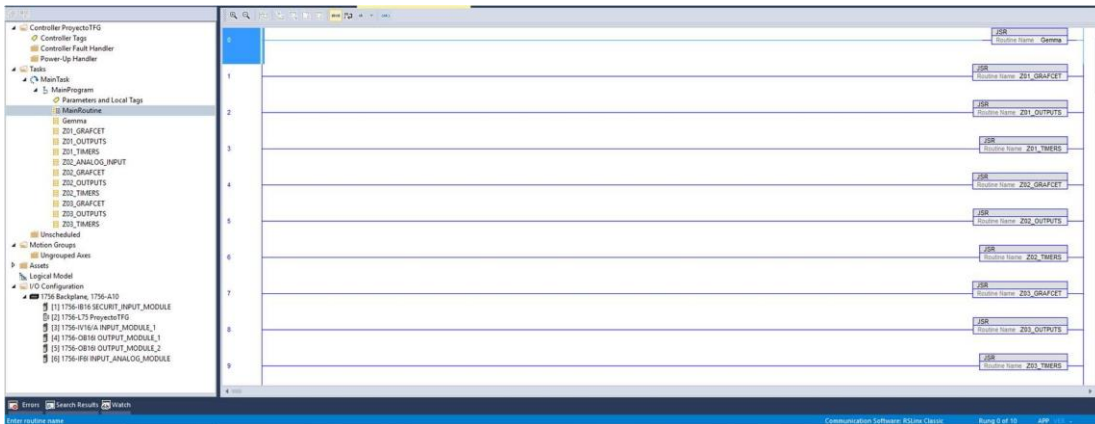 Controller ProyectoTFG
Controller Tags
Controller Fault Handler
Power-Up Handler
Tasks
MainTask
MainProgram
Parameters and Local Tags
MainRoutine
Gemma
Z01_GRAFCET
Z01_OUTPUTS
Z01_TIMERS
Z02_ANALOG_INPUT
Z02_GRAFCET
Z02_OUTPUTS
Z02_TIMERS
Z03_GRAFCET
Z03_OUTPUTS
Z03_TIMERS
Unscheduled
Motion Groups
Ungrouped Axes
Assets
Logical Model
I/O Configuration
1756 Backplane, 1756-A10
[1] 1756-IB16 SECURIT_INPUT_MODULE
[2] 1756-L75 ProyectoTFG
[3] 1756-IV16/A INPUT_MODULE_1
[4] 1756-OB16I OUTPUT_MODULE_1
[5] 1756-OB16I OUTPUT_MODULE_2
[6] 1756-IF6I INPUT_ANALOG_MODULE
0
JSR
Routine Name Gemma
1
JSR
Routine Name Z01_GRAFCET
2
JSR
Routine Name Z01_OUTPUTS
3
JSR
Routine Name Z01_TIMERS
4
JSR
Routine Name Z02_GRAFCET
5
JSR
Routine Name Z02_OUTPUTS
6
JSR
Routine Name Z02_TIMERS
7
JSR
Routine Name Z03_GRAFCET
8
JSR
Routine Name Z03_OUTPUTS
9
JSR
Routine Name Z03_TIMERS
Errors Search Results Watch
Enter routine name Communication Software: RSLinx Classic Rung 0 of 10 APP VER